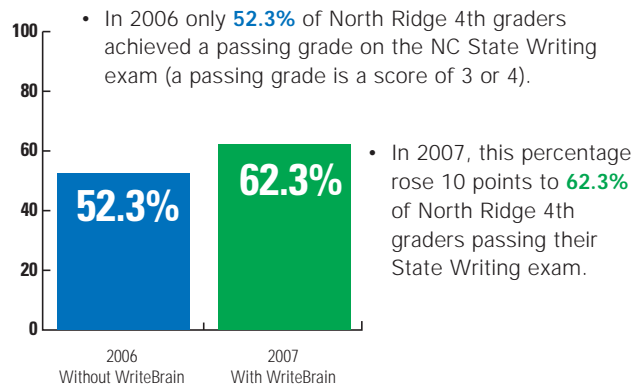 • In 2006 only 52.3% of North Ridge 4th graders
achieved a passing grade on the NC State Writing
exam (a passing grade is a score of 3 or 4).
100
80
60
40
20
0
52.3%
62.3%
• In 2007, this percentage
rose 10 points to 62.3%
of North Ridge 4th
graders passing their
State Writing exam.
2006
Without WriteBrain
2007
With WriteBrain